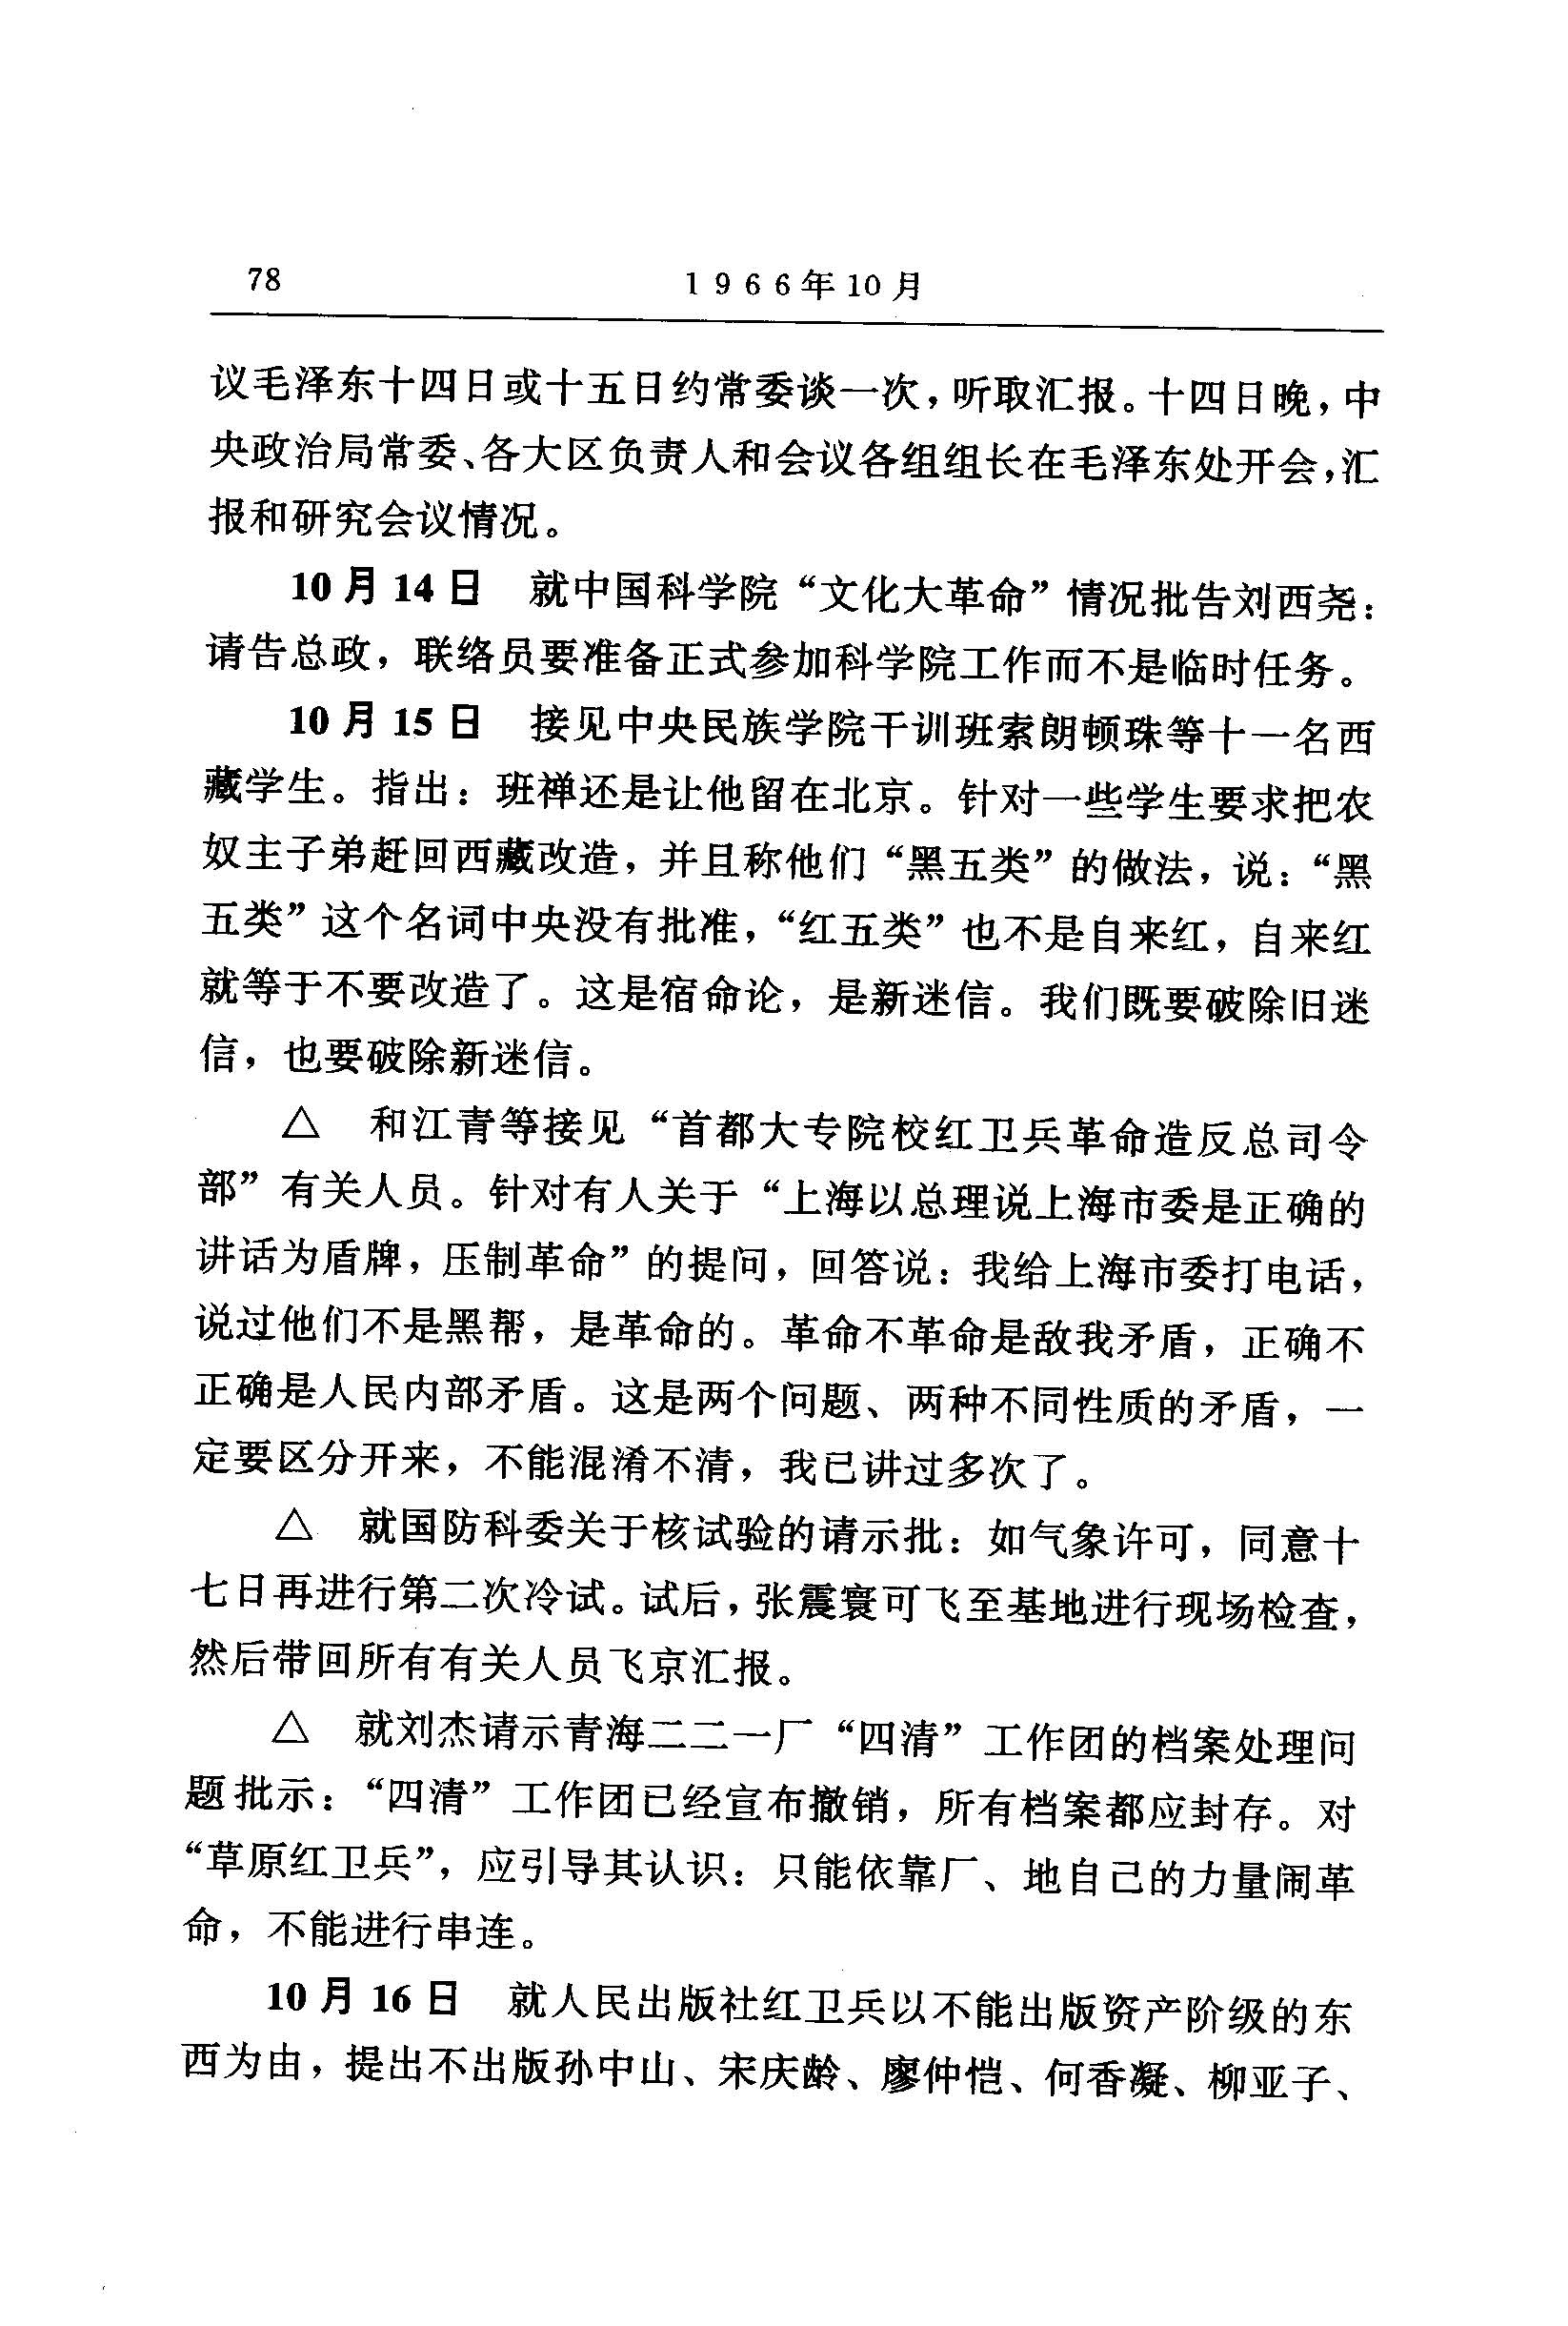 78
1966年10月
议毛泽东十四日或十五日约常委谈一次，听取汇报。十四日晚，中
央政治局常委、各大区负责人和会议各组组长在毛泽东处开会，汇
报和研究会议情况。
10月14日　就中国科学院“文化大革命”情况批告刘西尧：
请告总政，联络员要准备正式参加科学院工作而不是临时任务。
10月15日　接见中央民族学院干训班索朗顿珠等十一名西
藏学生。指出：班禅还是让他留在北京。针对一些学生要求把农
奴主子弟赶回西藏改造，并且称他们“黑五类”的做法，说：“黑
五类”这个名词中央没有批准，“红五类”也不是自来红，自来红
就等于不要改造了。这是宿命论，是新迷信。我们既要破除旧迷
信，也要破除新迷信。
△　和江青等接见“首都大专院校红卫兵革命造反总司令
部”有关人员。针对有人关于“上海以总理说上海市委是正确的
讲话为盾牌，压制革命”的提问，回答说：我给上海市委打电话，
说过他们不是黑帮，是革命的。革命不革命是敌我矛盾，正确不
正确是人民内部矛盾。这是两个问题、两种不同性质的矛盾，一
定要区分开来，不能混淆不清，我已讲过多次了。
△　就国防科委关于核试验的请示批：如气象许可，同意十
七日再进行第二次冷试。试后，张震寰可飞至基地进行现场检查，
然后带回所有有关人员飞京汇报。
△　就刘杰请示青海二二一厂“四清”工作团的档案处理问
题批示：“四清”工作团已经宣布撤销，所有档案都应封存。对
“草原红卫兵”，应引导其认识：只能依靠厂、地自己的力量闹革
命，不能进行串连。
10月16日　就人民出版社红卫兵以不能出版资产阶级的东
西为由，提出不出版孙中山、宋庆龄、廖仲恺、何香凝、柳亚子、